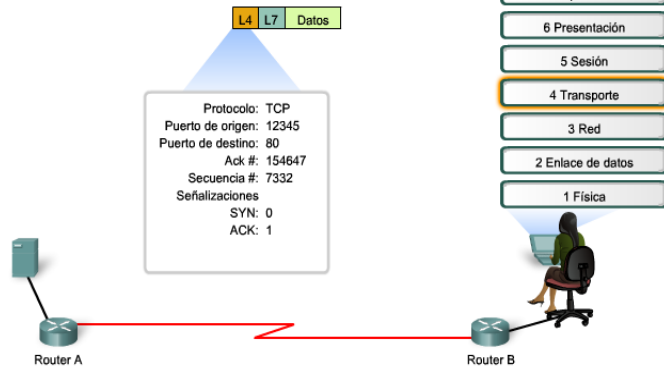 L4 L7 Datos
Protocolo: TCP
Puerto de origen: 12345
Puerto de destino: 80
Ack #: 154647
Secuencia #: 7332
Señalizaciones
SYN: 0
ACK: 1
6 Presentación
5 Sesión
4 Transporte
3 Red
2 Enlace de datos
1 Física
Router A
Router B